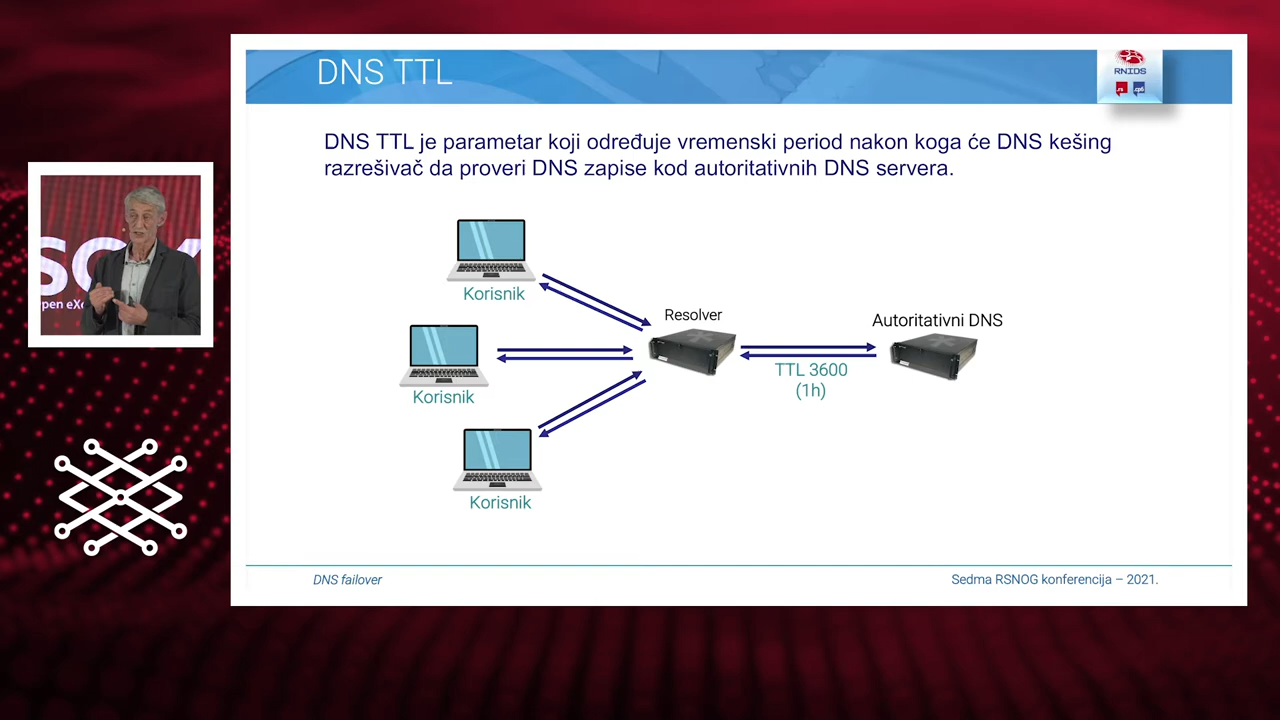 DNS TTL
RNIDS
DNS TTL je parametar koji određuje vremenski period nakon koga će DNS kešing
razrešivač da proveri DNS zapise kod autoritativnih DNS servera.
Korisnik
Resolver
Autoritativni DNS
Korisnik
TTL 3600
(1h)
Korisnik
DNS failover
Sedma RSNOG konferencija – 2021.